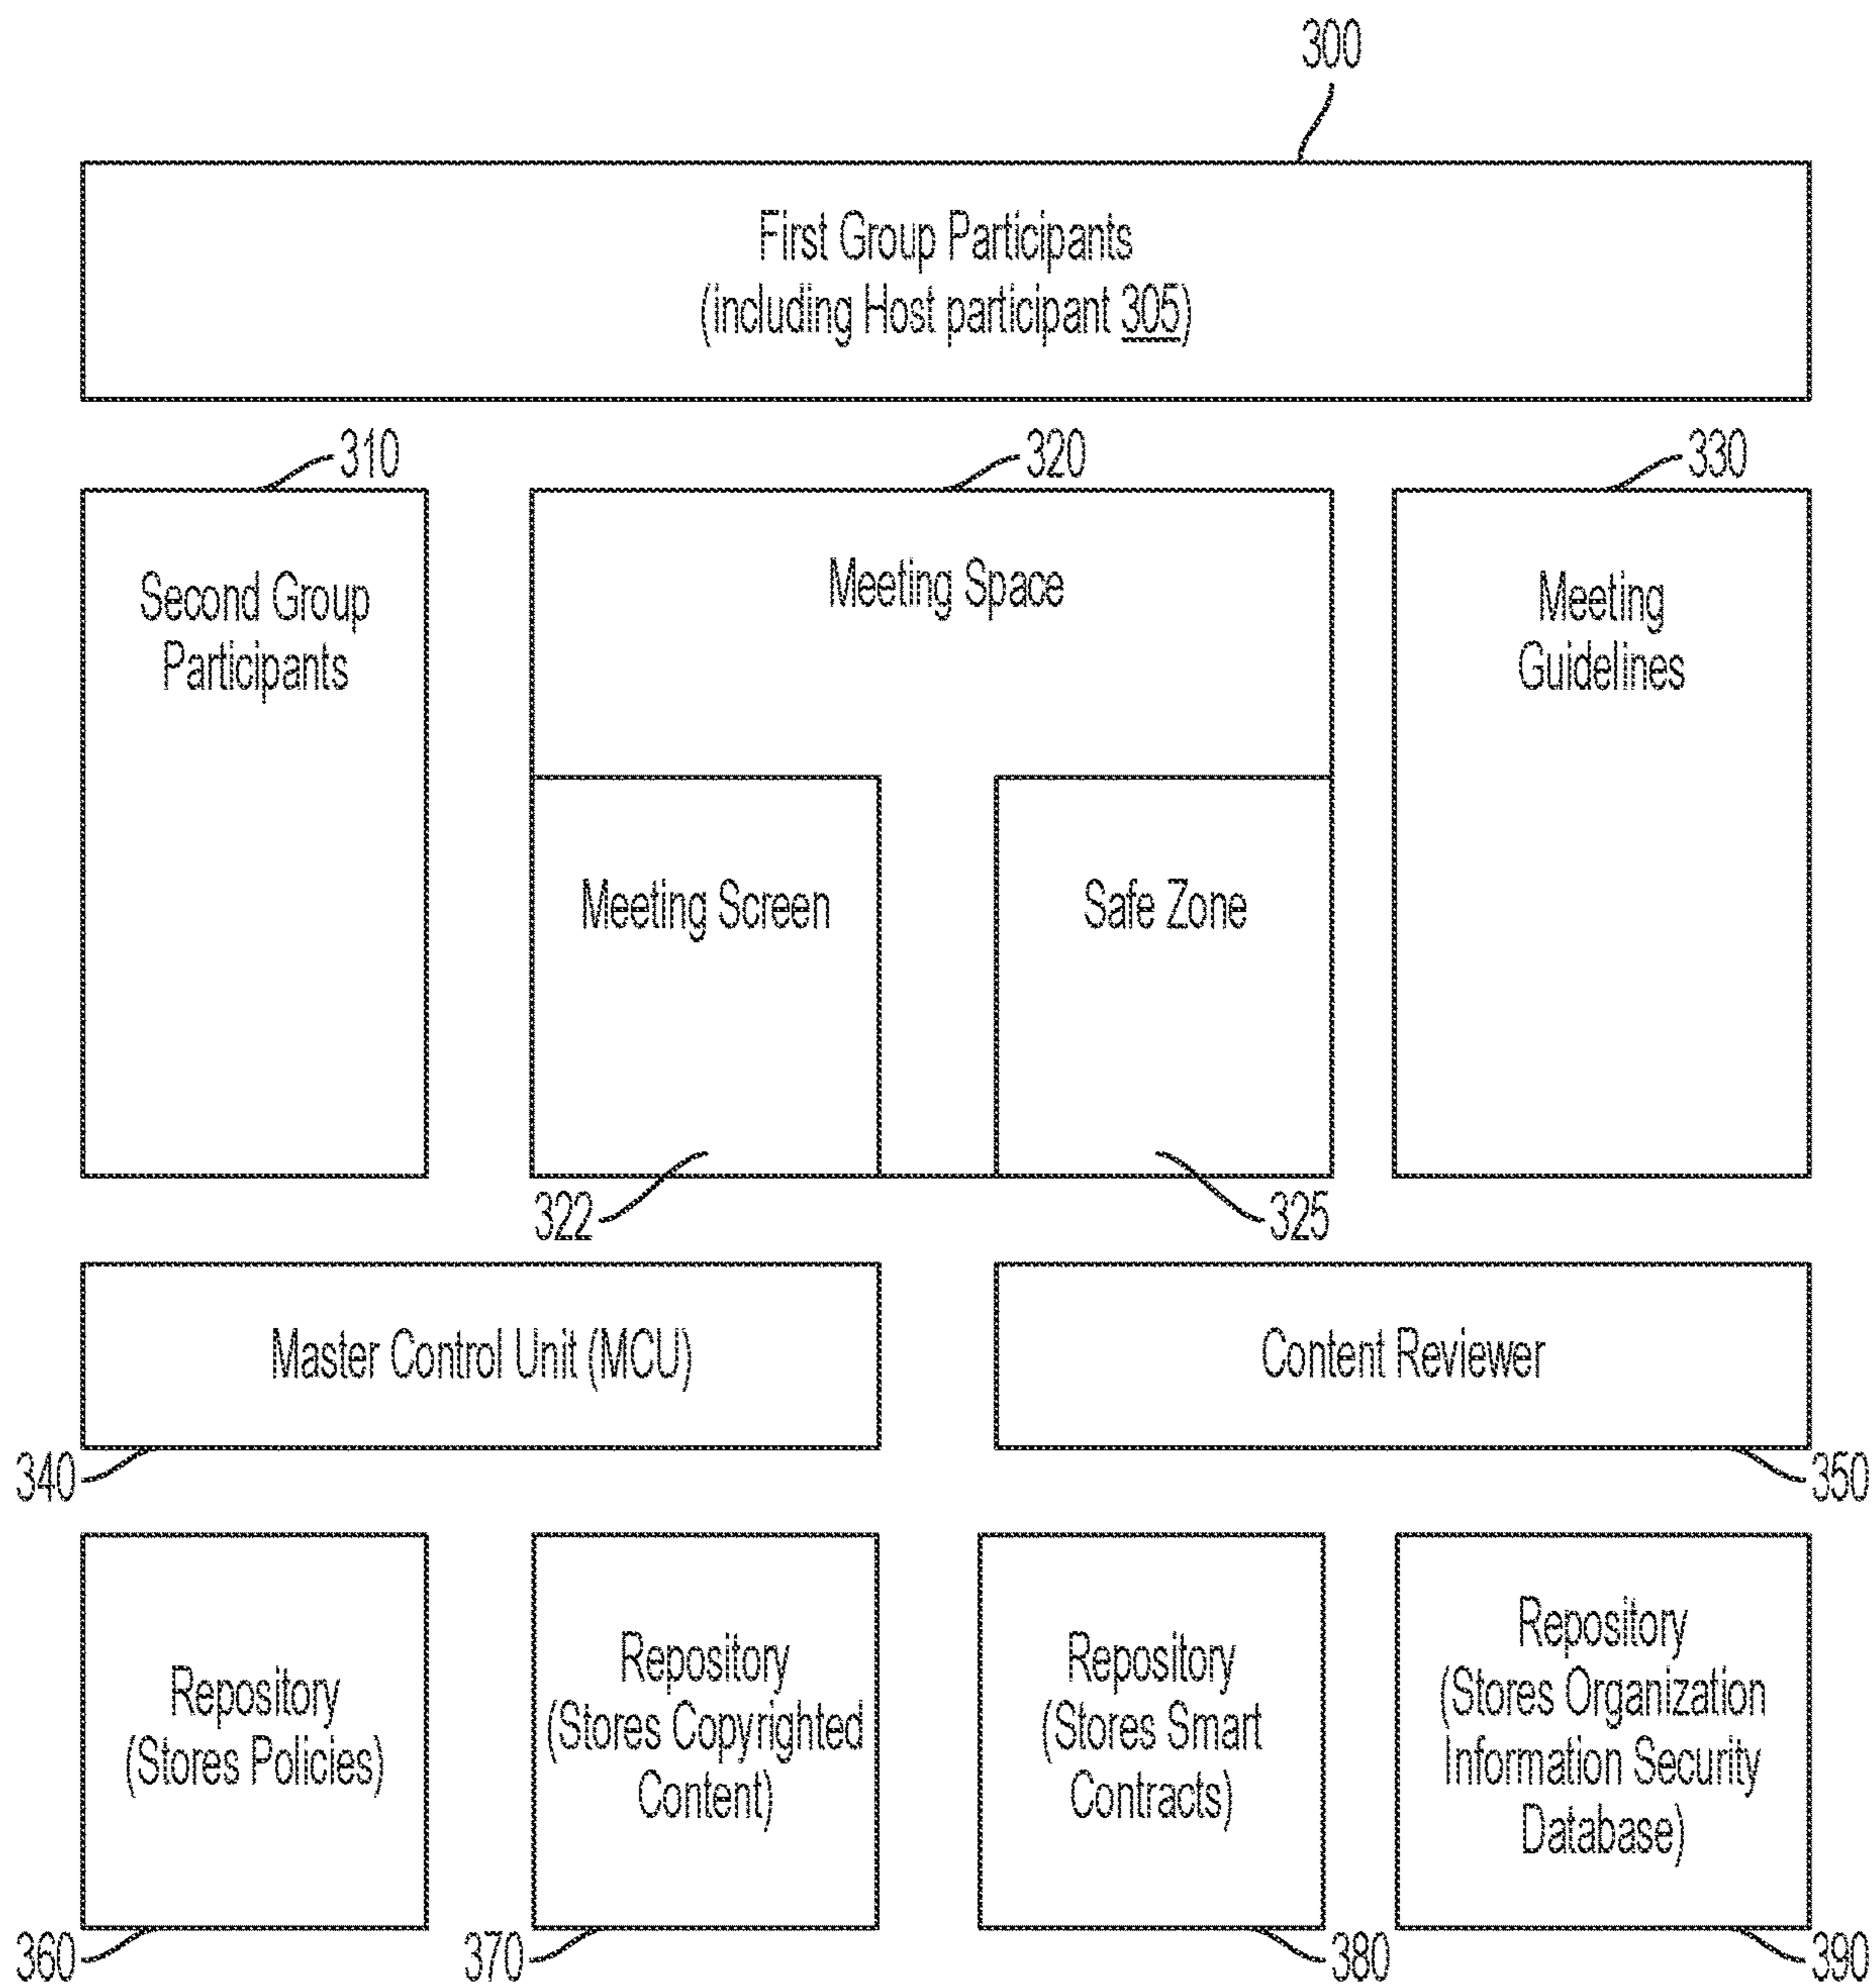 300
First Group Participants
(including Host participant 305)
310
320
330
Second Group
Participants
Meeting Space
Meeting
Guidelines
Meeting Screen
Safe Zone
322
325
Master Control Unit (MCU)
Content Reviewer
340
350
Repository
(Stores Policies)
Repository
(Stores Copyrighted
Content)
Repository
(Stores Smart
Contracts)
Repository
(Stores Organization
Information Security
Database)
360
370
380
390